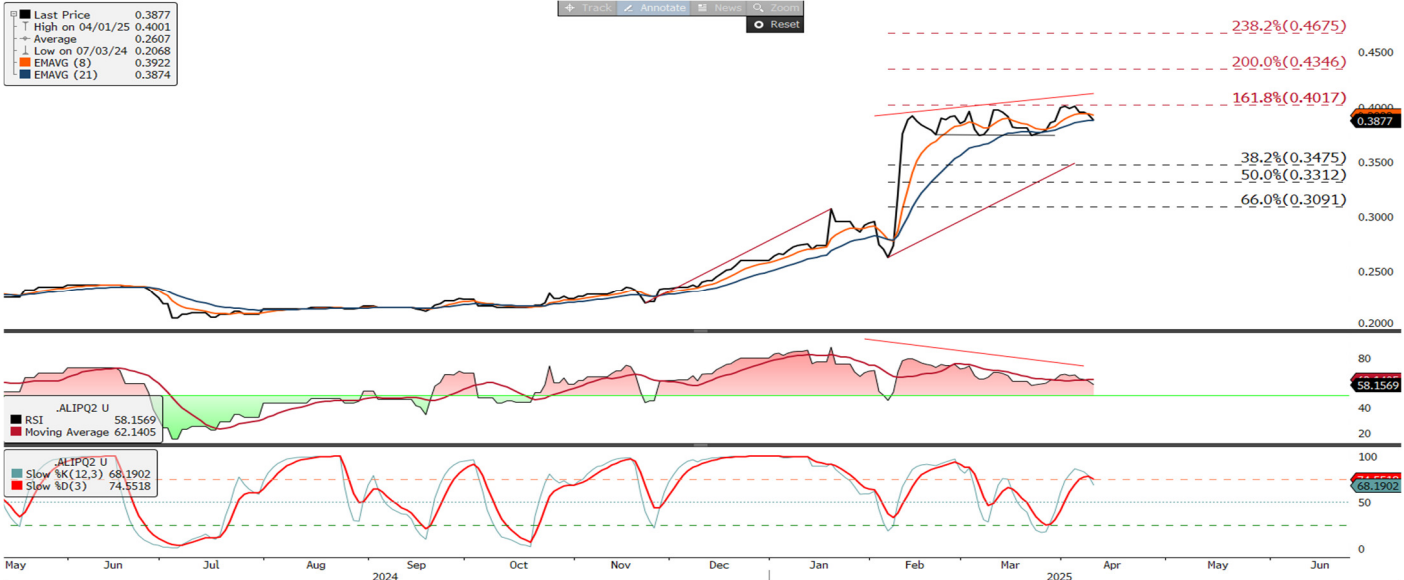 Track Annotate News Zoom
Reset
Last Price 0.3877
High on 04/01/25 0.4001
Average 0.2607
Low on 07/03/24 0.2068
EMAVG (8) 0.3922
EMAVG (21) 0.3874
238.2%(0.4675)
0.4500
200.0%(0.4346)
161.8%(0.4017)
0.4000
0.3877
38.2%(0.3475)
0.3500
50.0%(0.3312)
66.0%(0.3091)
0.3000
0.2500
0.2000
80
58.1569
40
20
.ALIPQ2 U
RSI 58.1569
Moving Average 62.1405
.ALIPQ2 U
Slow %K(12,3) 68.1902
Slow %D(3) 74.5518
100
68.1902
50
0
May Jun Jul Aug Sep Oct Nov Dec Jan Feb Mar Apr May Jun
2024 2025